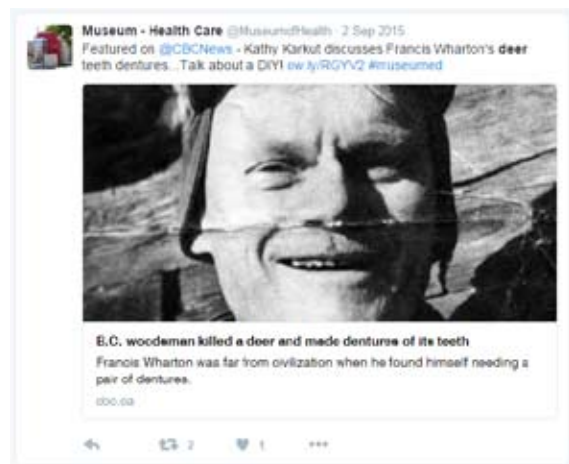 Museum - Health Care @MuseumofHealth · 2 Sep 2015
Featured on @CBCNews - Kathy Karkut discusses Francis Wharton's deer
teeth dentures...Talk about a DIY! ow.ly/RGYV2 #museumed
B.C. woodsman killed a deer and made dentures of its teeth
Francis Wharton was far from civilization when he found himself needing a
pair of dentures.
cbc.ca
2 1